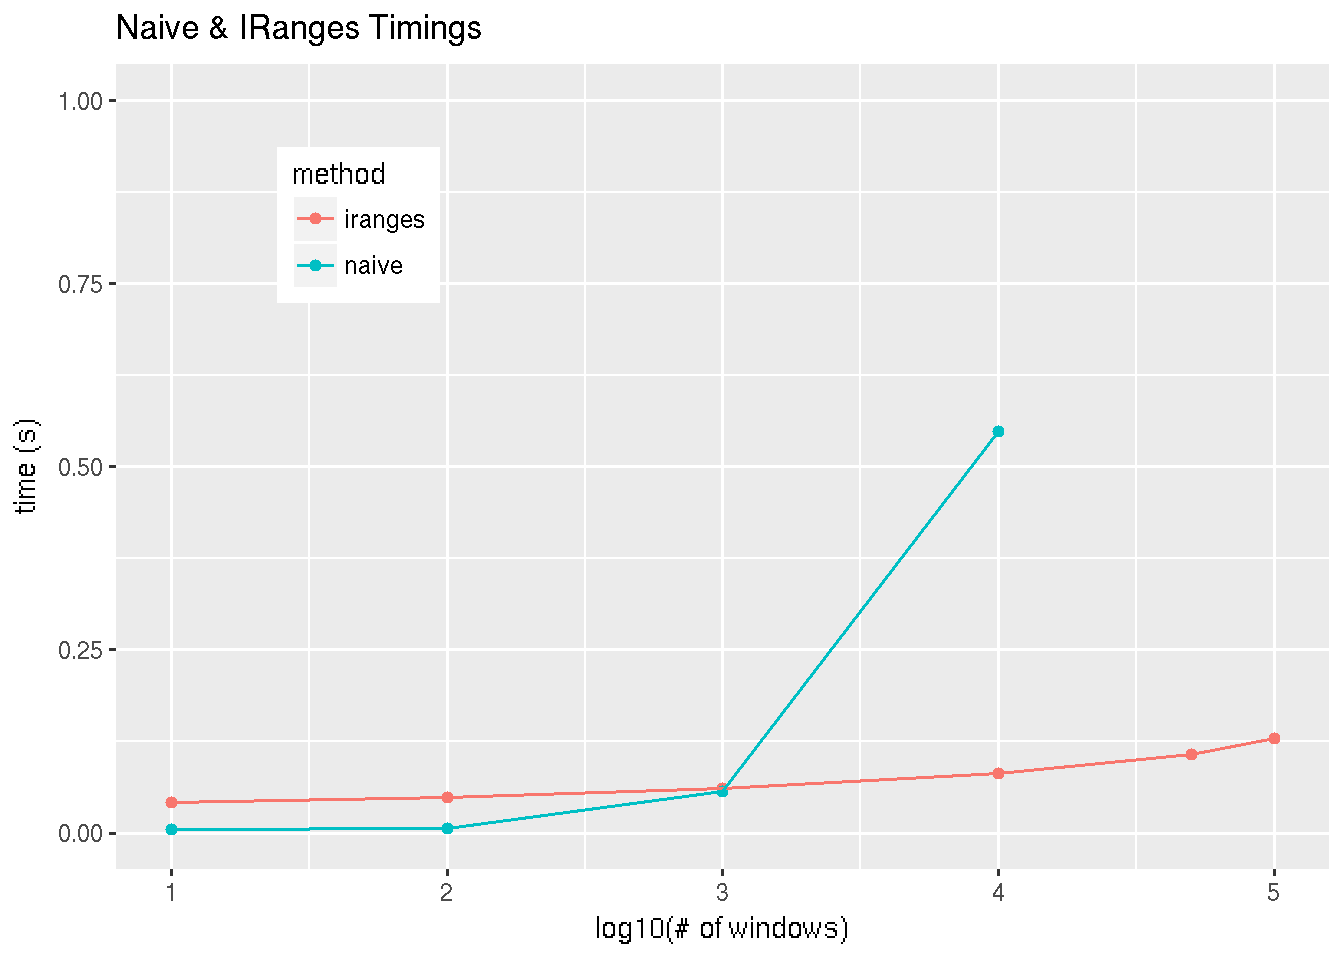 Naive & IRanges Timings
1.00
0.75
0.50
0.25
0.00
time (s)
method
iranges
naive
1 2 3 4 5
log10(# of windows)